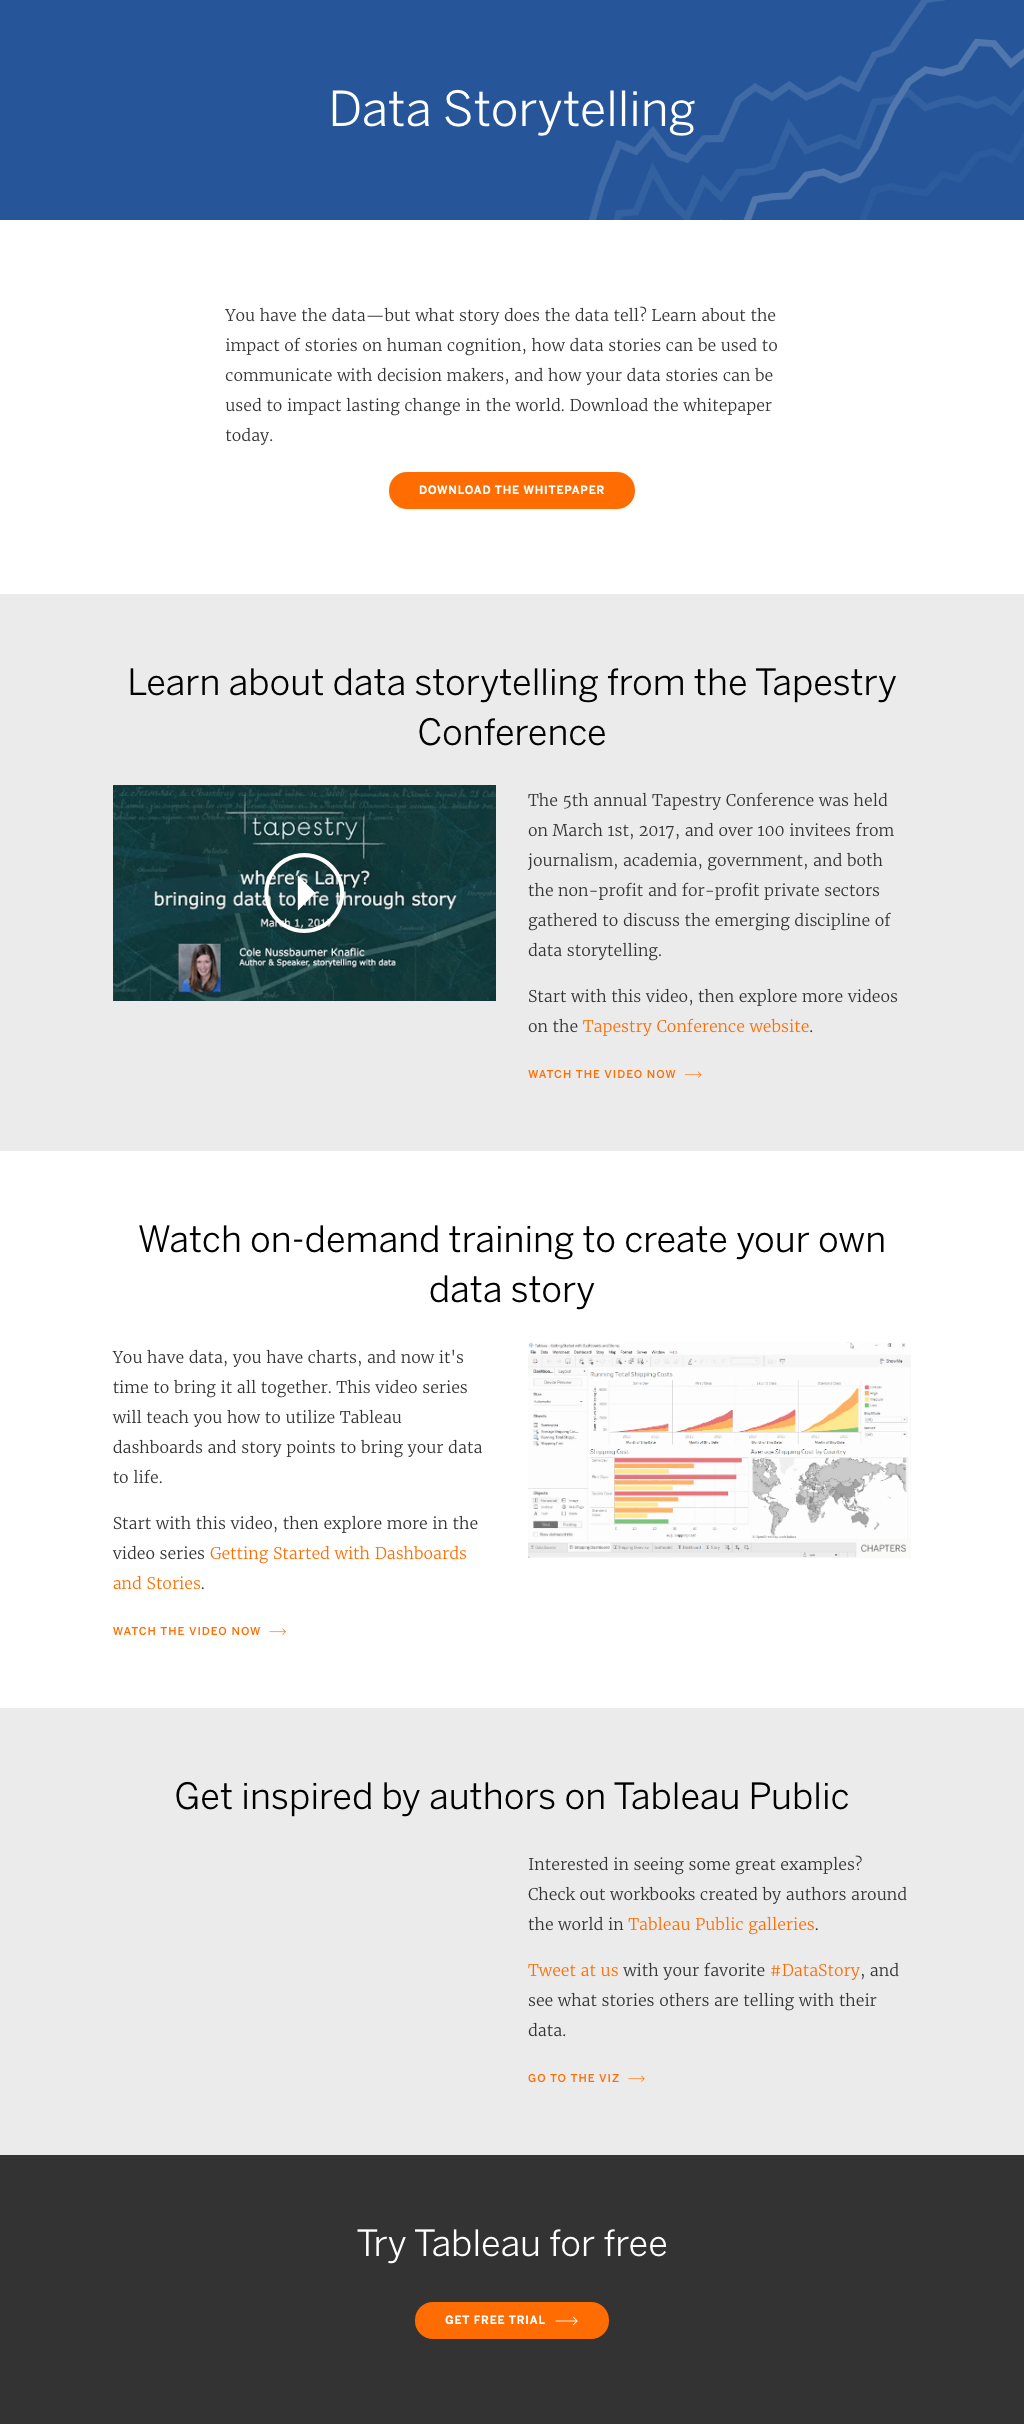 Data Storytelling
You have the data—but what story does the data tell? Learn about the
impact of stories on human cognition, how data stories can be used to
communicate with decision makers, and how your data stories can be
used to impact lasting change in the world. Download the whitepaper
today.
DOWNLOAD THE WHITEPAPER
Learn about data storytelling from the Tapestry
Conference
tapestry
where's Larry?
bringing data to life through story
March 1, 2017
Cole Nussbaumer Knaflic
Author & Speaker, storytelling with data
The 5th annual Tapestry Conference was held
on March 1st, 2017, and over 100 invitees from
journalism, academia, government, and both
the non-profit and for-profit private sectors
gathered to discuss the emerging discipline of
data storytelling.
Start with this video, then explore more videos
on the Tapestry Conference website.
WATCH THE VIDEO NOW
Watch on-demand training to create your own
data story
You have data, you have charts, and now it's
time to bring it all together. This video series
will teach you how to utilize Tableau
dashboards and story points to bring your data
to life.
Start with this video, then explore more in the
video series Getting Started with Dashboards
and Stories.
WATCH THE VIDEO NOW
Running Total Shipping Costs
Shipping Cost
Average Shipping Cost by Country
CHAPTERS
Get inspired by authors on Tableau Public
Interested in seeing some great examples?
Check out workbooks created by authors around
the world in Tableau Public galleries.
Tweet at us with your favorite #DataStory, and
see what stories others are telling with their
data.
GO TO THE VIZ
Try Tableau for free
GET FREE TRIAL